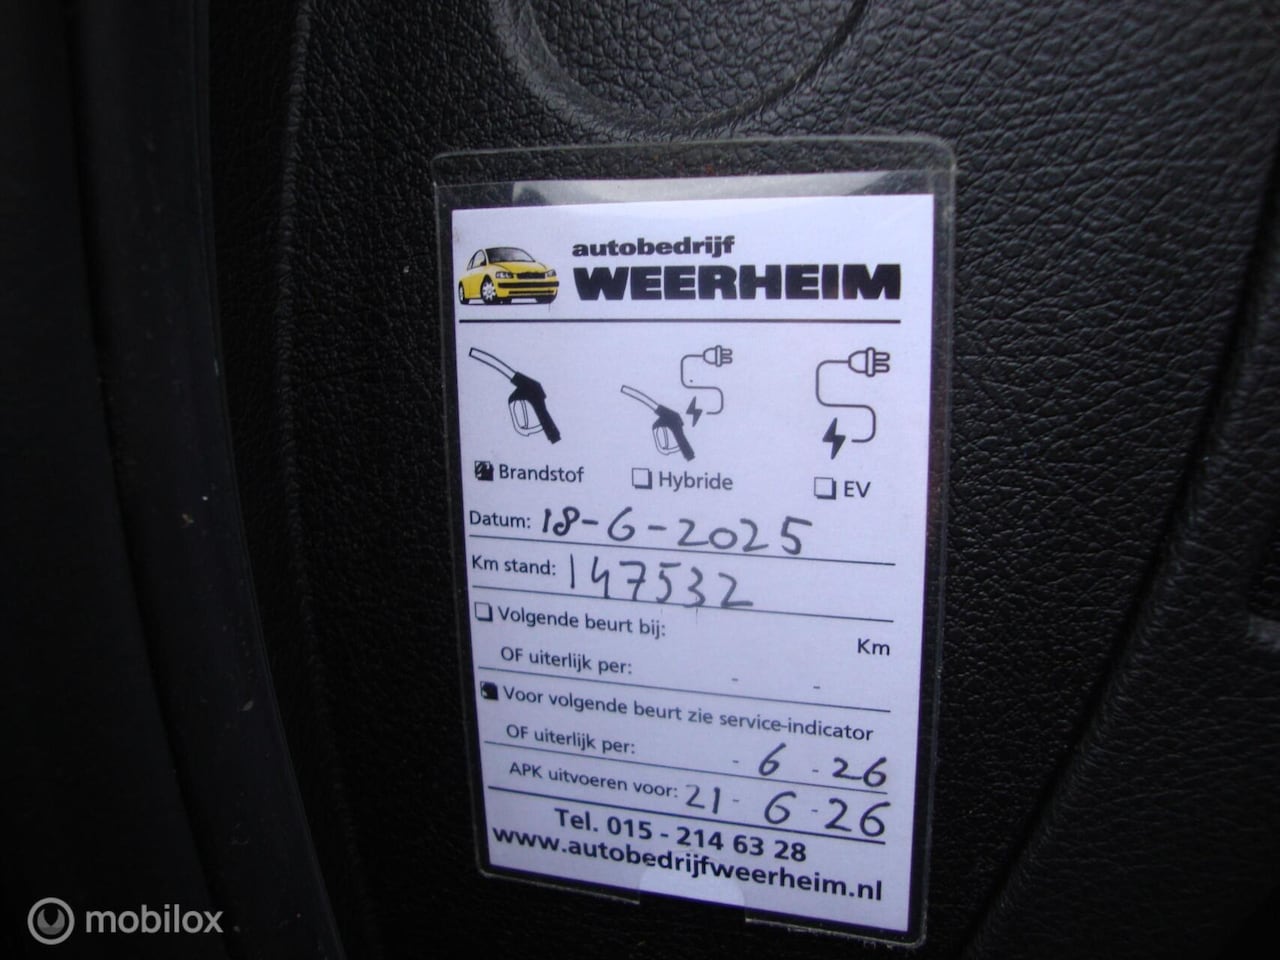 autobedrijf
WEERHEIM
Brandstof Hybride EV
Datum: 18-6-2025
Km stand: 147532
Volgende beurt bij: Km
OF uiterlijk per: - -
Voor volgende beurt zie service-indicator
OF uiterlijk per: - 6 - 26
APK uitvoeren voor: 21 - 6 - 26
Tel. 015 - 214 63 28
www.autobedrijfweerheim.nl
mobilox